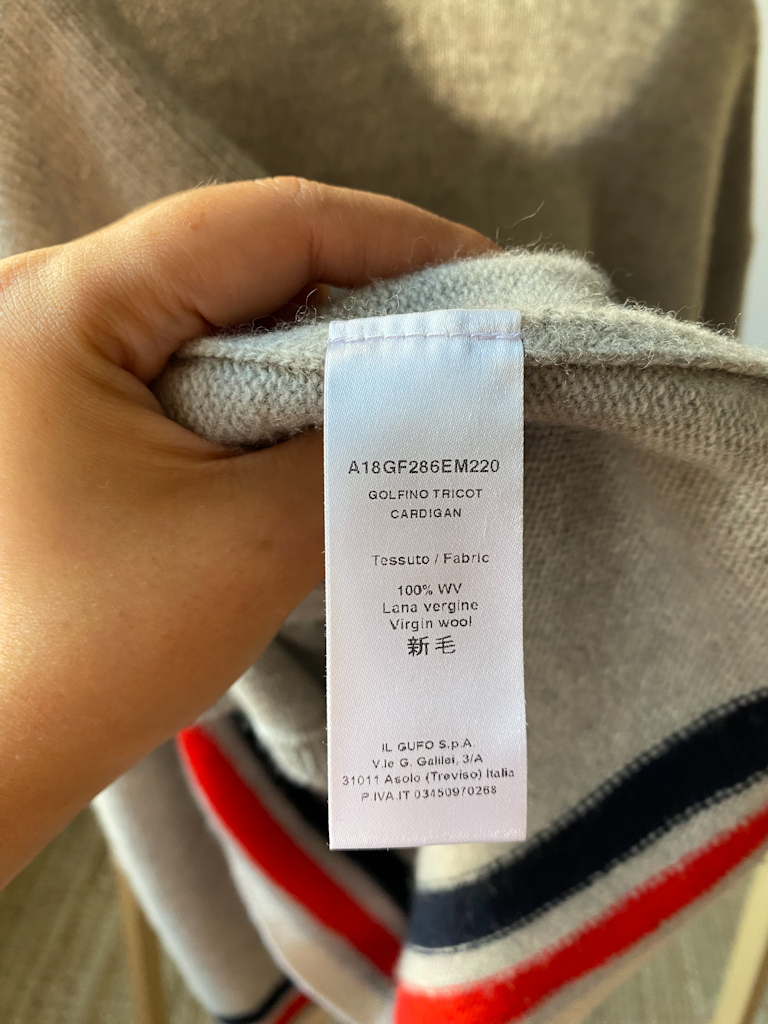 A18GF286EM220
GOLFINO TRICOT
CARDIGAN
Tessuto / Fabric
100% WV
Lana vergine
Virgin wool
新毛
IL GUFO S.p.A.
V.le G. Galilei, 3/A
31011 Asolo (Treviso) Italia
P.IVA.IT 03450970268